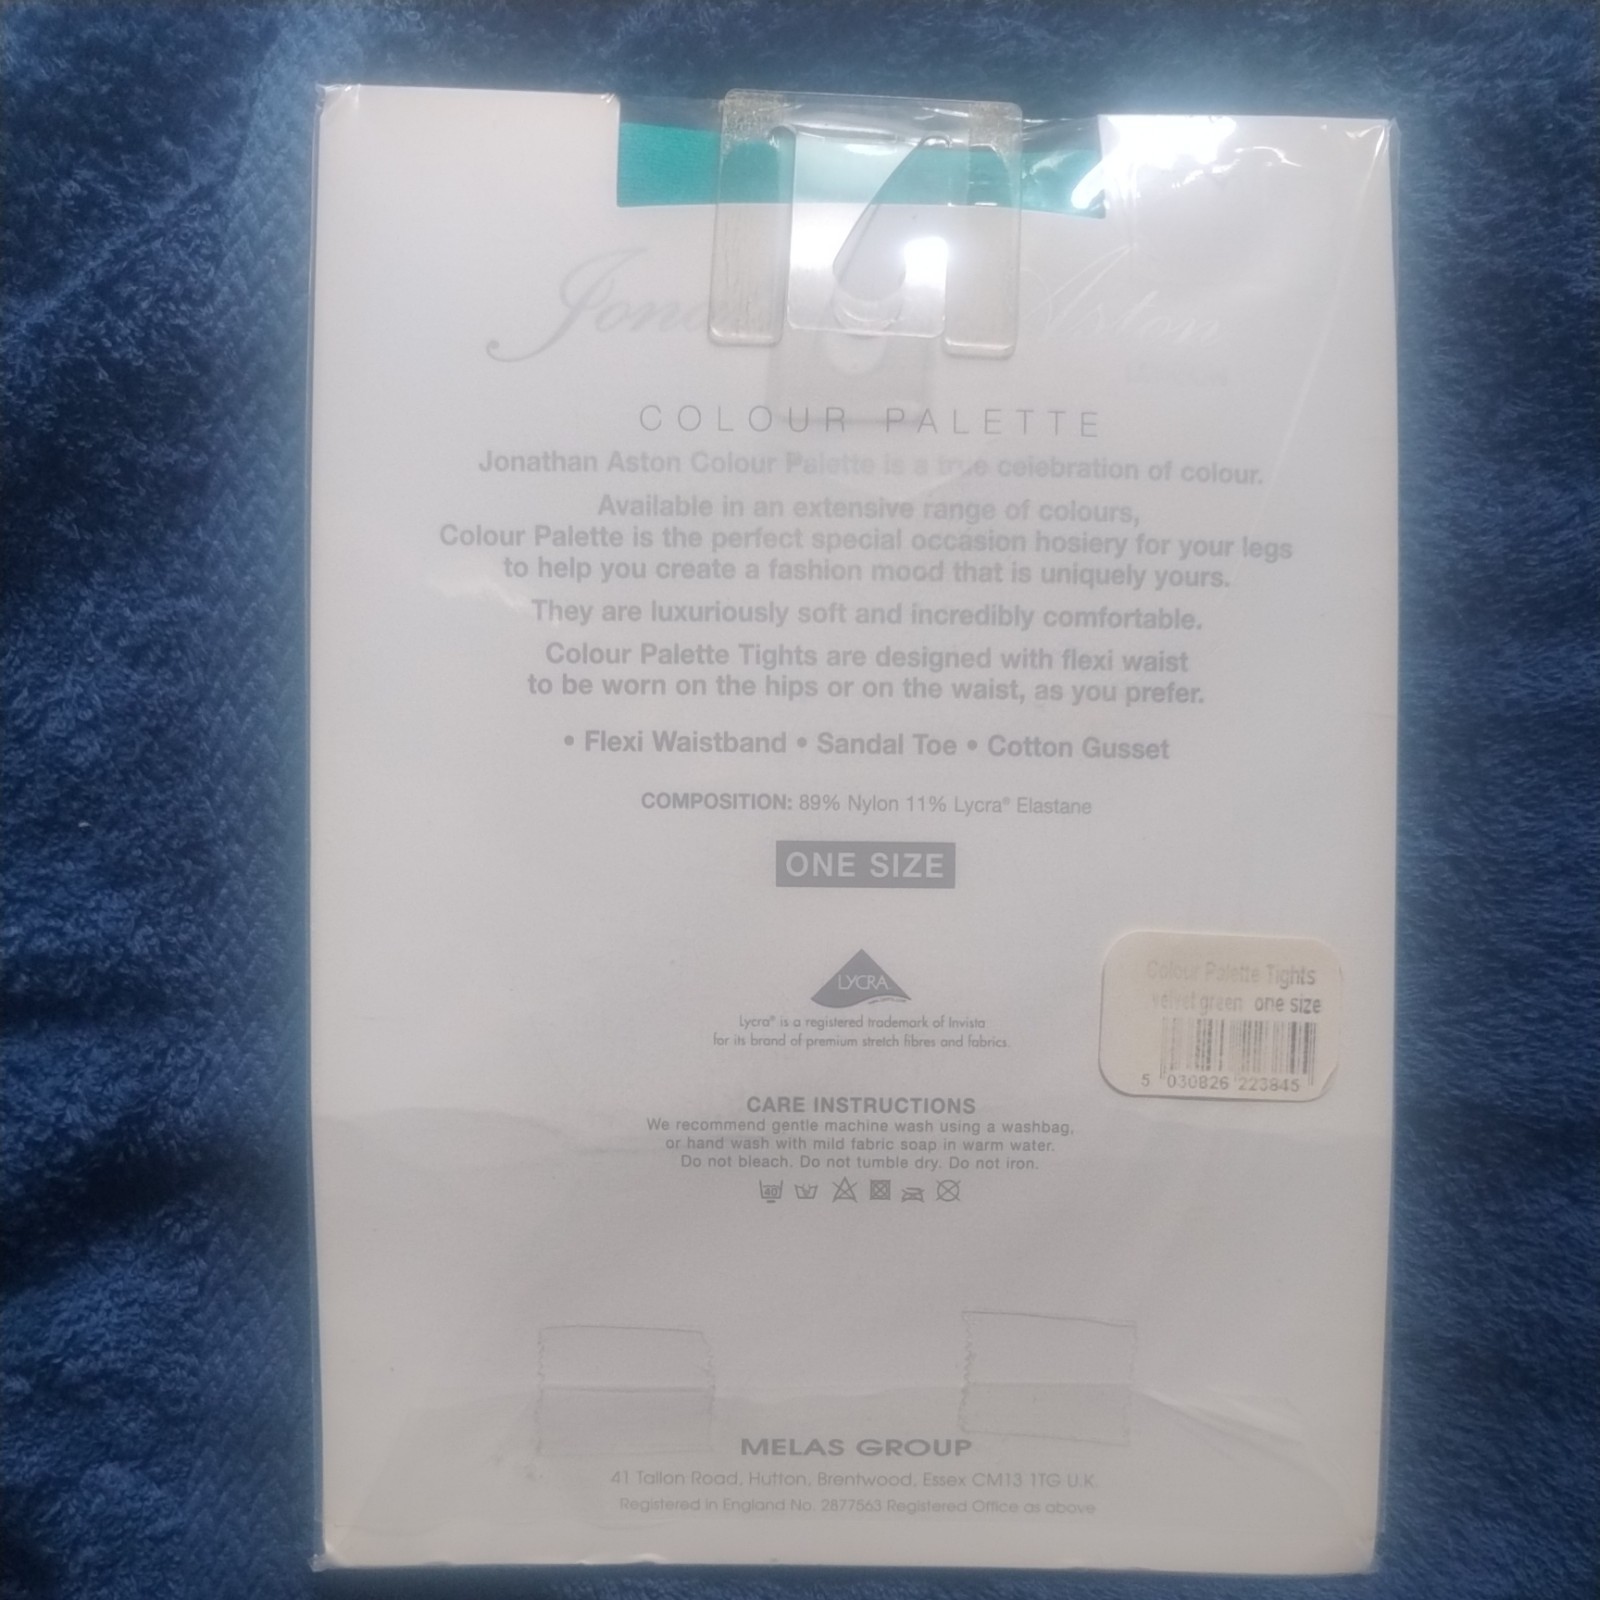 Jona Aston
COLOUR PALETTE
Jonathan Aston Colour Palette is a true celebration of colour.
Available in an extensive range of colours,
Colour Palette is the perfect special occasion hosiery for your legs
to help you create a fashion mood that is uniquely yours.
They are luxuriously soft and incredibly comfortable.
Colour Palette Tights are designed with flexi waist
to be worn on the hips or on the waist, as you prefer.
• Flexi Waistband • Sandal Toe • Cotton Gusset
COMPOSITION: 89% Nylon 11% Lycra® Elastane
ONE SIZE
LYCRA
Lycra® is a registered trademark of Invista
for its brand of premium stretch fibres and fabrics.
Colour Palette Tights
velvet green one size
5 030826 223845
CARE INSTRUCTIONS
We recommend gentle machine wash using a washbag,
or hand wash with mild fabric soap in warm water.
Do not bleach. Do not tumble dry. Do not iron.
40
MELAS GROUP
41 Tallon Road, Hutton, Brentwood, Essex CM13 1TG U.K.
Registered in England No. 2877563 Registered Office as above